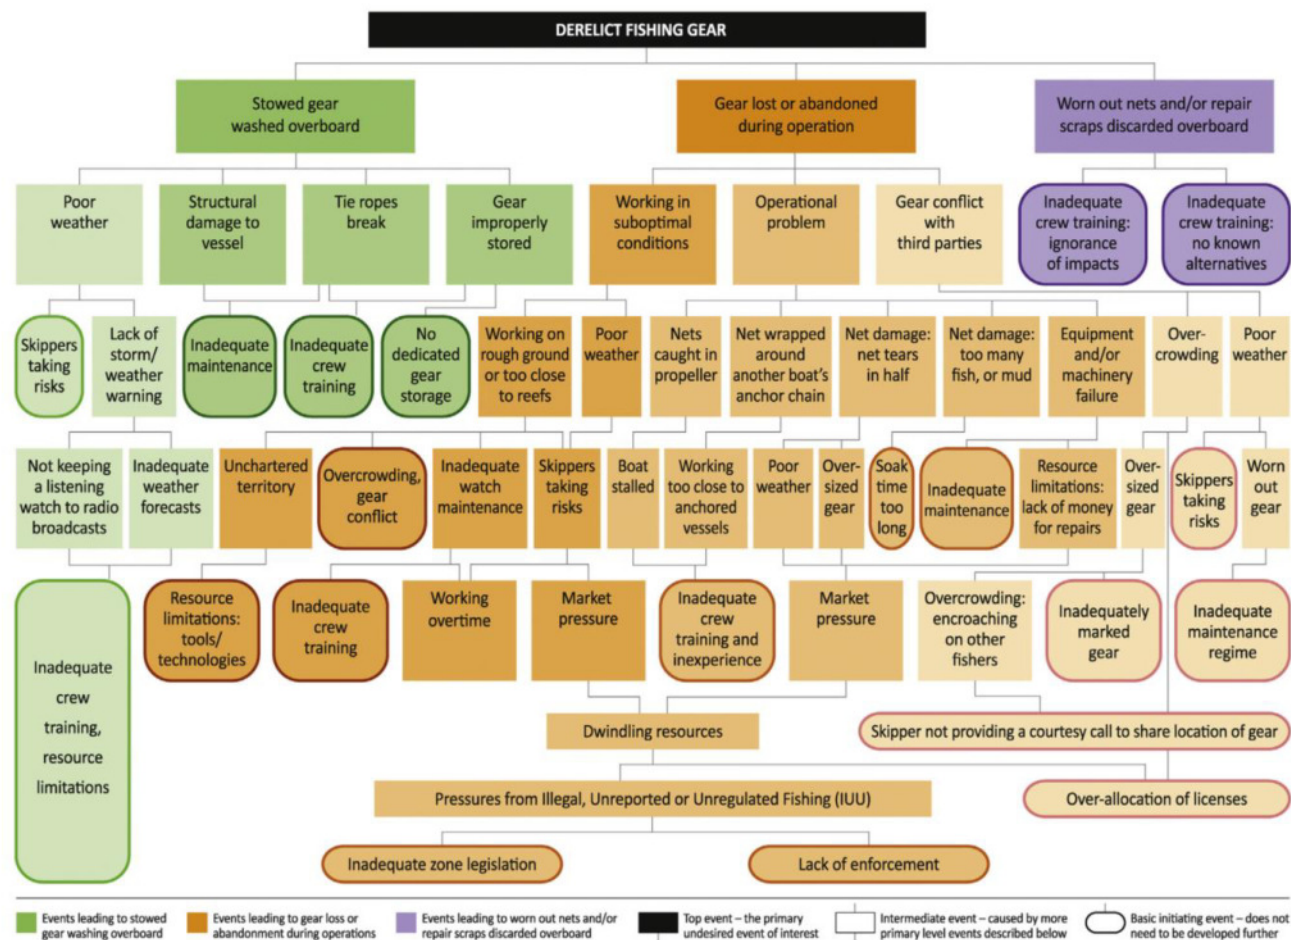 DERELICT FISHING GEAR
Stowed gear
washed overboard
Gear lost or abandoned
during operation
Worn out nets and/or repair
scraps discarded overboard
Poor
weather
Structural
damage to
vessel
Tie ropes
break
Gear
improperly
stored
Working in
suboptimal
conditions
Operational
problem
Gear conflict
with
third parties
Inadequate
crew training:
ignorance
of impacts
Inadequate
crew training:
no known
alternatives
Skippers
taking
risks
Lack of
storm/
weather
warning
Inadequate
maintenance
Inadequate
crew
training
No
dedicated
gear
storage
Working on
rough ground
or too close
to reefs
Poor
weather
Nets
caught in
propeller
Net wrapped
around
another boat's
anchor chain
Net damage:
net tears
in half
Net damage:
too many
fish, or mud
Equipment
and/or
machinery
failure
Over-
crowding
Poor
weather
Not keeping
a listening
watch to radio
broadcasts
Inadequate
weather
forecasts
Unchartered
territory
Overcrowding,
gear
conflict
Inadequate
watch
maintenance
Skippers
taking
risks
Boat
stalled
Working
too close to
anchored
vessels
Poor
weather
Over-
sized
gear
Soak
time
too
long
Inadequate
maintenance
Resource
limitations:
lack of money
for repairs
Over-
sized
gear
Skippers
taking
risks
Worn
out
gear
Inadequate
crew
training,
resource
limitations
Resource
limitations:
tools/
technologies
Inadequate
crew
training
Working
overtime
Market
pressure
Inadequate
crew
training and
inexperience
Market
pressure
Overcrowding:
encroaching
on other
fishers
Inadequately
marked
gear
Inadequate
maintenance
regime
Dwindling resources
Skipper not providing a courtesy call to share location of gear
Pressures from Illegal, Unreported or Unregulated Fishing (IUU)
Over-allocation of licenses
Inadequate zone legislation
Lack of enforcement
Events leading to stowed
gear washing overboard
Events leading to gear loss or
abandonment during operations
Events leading to worn out nets and/or
repair scraps discarded overboard
Top event – the primary
undesired event of interest
Intermediate event – caused by more
primary level events described below
Basic initiating event – does not
need to be developed further